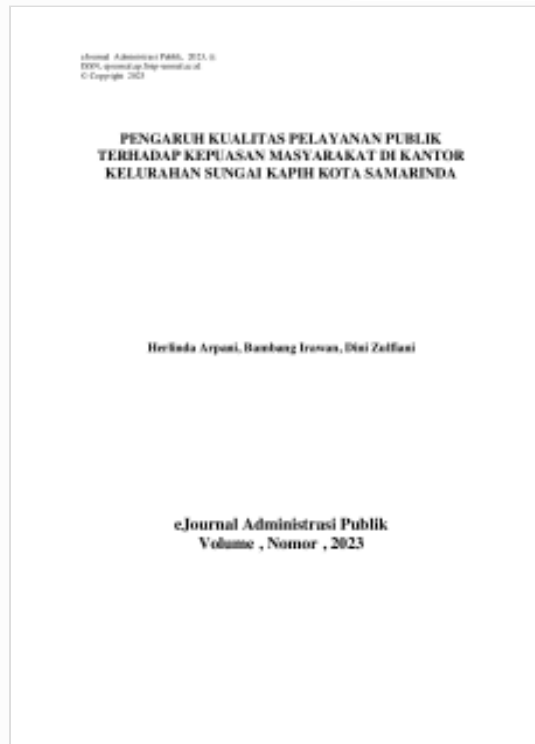 eJournal Administrasi Publik, 2023,
ISSN,
© Copyright 2023
PENGARUH KUALITAS PELAYANAN PUBLIK
TERHADAP KEPUASAN MASYARAKAT DI KANTOR
KELURAHAN SUNGAI KAPIH KOTA SAMARINDA
Herlinda Arpani, Bambang Irawan, Dini Zulfiani
eJournal Administrasi Publik
Volume , Nomor , 2023